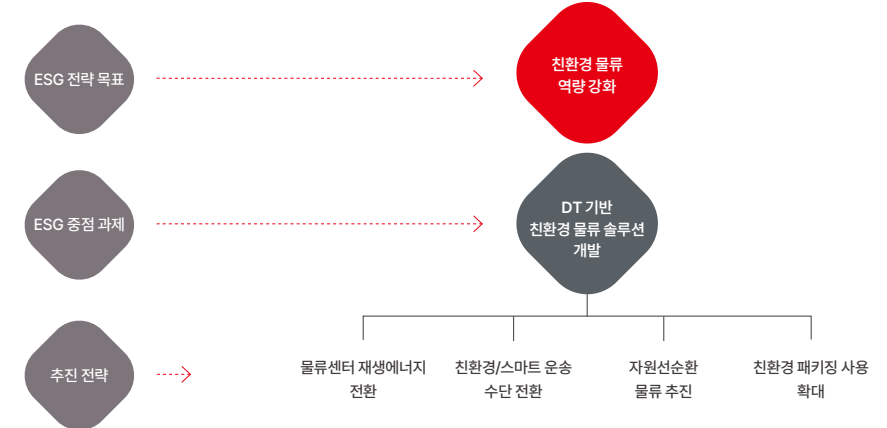 ESG 전략 목표
친환경 물류
역량 강화
ESG 중점 과제
DT 기반
친환경 물류 솔루션
개발
추진 전략
물류센터 재생에너지
전환
친환경/스마트 운송
수단 전환
자원선순환
물류 추진
친환경 패키징 사용
확대